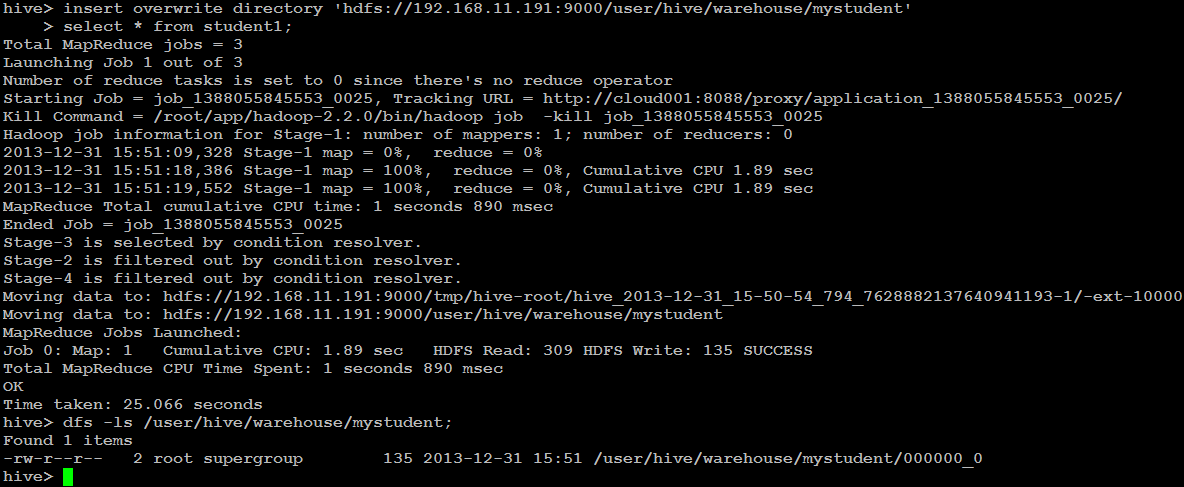 hive> insert overwrite directory 'hdfs://192.168.11.191:9000/user/hive/warehouse/mystudent'
    > select * from student1;
Total MapReduce jobs = 3
Launching Job 1 out of 3
Number of reduce tasks is set to 0 since there's no reduce operator
Starting Job = job_1388055845553_0025, Tracking URL = http://cloud001:8088/proxy/application_1388055845553_0025/
Kill Command = /root/app/hadoop-2.2.0/bin/hadoop job  -kill job_1388055845553_0025
Hadoop job information for Stage-1: number of mappers: 1; number of reducers: 0
2013-12-31 15:51:09,328 Stage-1 map = 0%,  reduce = 0%
2013-12-31 15:51:18,386 Stage-1 map = 100%,  reduce = 0%, Cumulative CPU 1.89 sec
2013-12-31 15:51:19,552 Stage-1 map = 100%,  reduce = 0%, Cumulative CPU 1.89 sec
MapReduce Total cumulative CPU time: 1 seconds 890 msec
Ended Job = job_1388055845553_0025
Stage-3 is selected by condition resolver.
Stage-2 is filtered out by condition resolver.
Stage-4 is filtered out by condition resolver.
Moving data to: hdfs://192.168.11.191:9000/tmp/hive-root/hive_2013-12-31_15-50-54_794_7628882137640941193-1/-ext-10000
Moving data to: hdfs://192.168.11.191:9000/user/hive/warehouse/mystudent
MapReduce Jobs Launched:
Job 0: Map: 1   Cumulative CPU: 1.89 sec   HDFS Read: 309 HDFS Write: 135 SUCCESS
Total MapReduce CPU Time Spent: 1 seconds 890 msec
OK
Time taken: 25.066 seconds
hive> dfs -ls /user/hive/warehouse/mystudent;
Found 1 items
-rw-r--r--   2 root supergroup        135 2013-12-31 15:51 /user/hive/warehouse/mystudent/000000_0
hive>